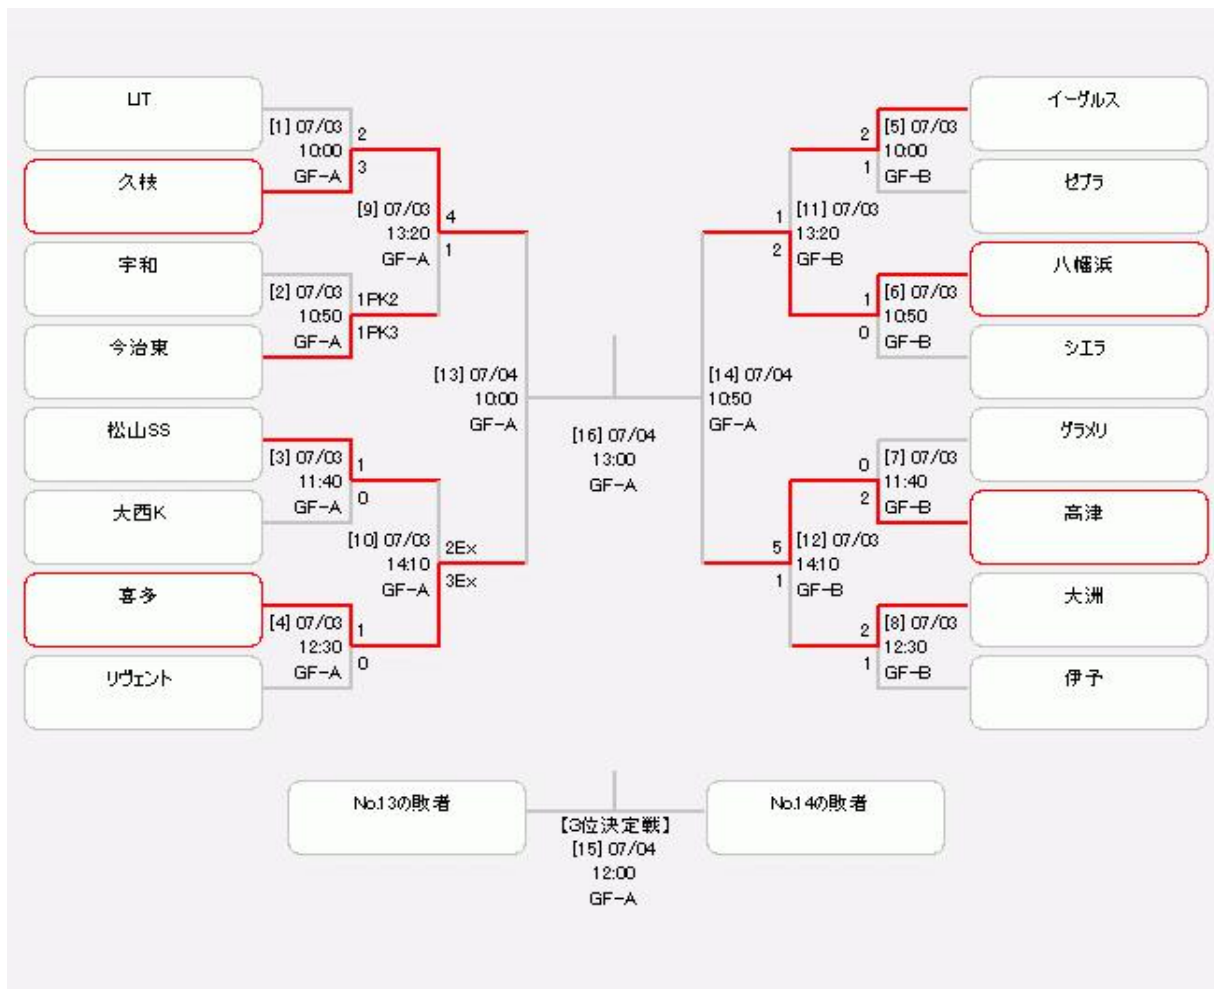 LIT
[1] 07/03
10:00
GF-A
2
3
久枝
[9] 07/03
13:20
GF-A
4
1
宇和
[2] 07/03
10:50
GF-A
1PK2
1PK3
今治東
[13] 07/04
10:00
GF-A
松山SS
[3] 07/03
11:40
GF-A
1
0
大西K
[10] 07/03
14:10
GF-A
2Ex
3Ex
喜多
[4] 07/03
12:30
GF-A
1
0
リヴェント
[16] 07/04
13:00
GF-A
イーグルス
2
1
[5] 07/03
10:00
GF-B
ゼブラ
1
2
[11] 07/03
13:20
GF-B
八幡浜
1
0
[6] 07/03
10:50
GF-B
シエラ
[14] 07/04
10:50
GF-A
グラメリ
0
2
[7] 07/03
11:40
GF-B
高津
5
1
[12] 07/03
14:10
GF-B
大洲
2
1
[8] 07/03
12:30
GF-B
伊予
No.13の敗者
No.14の敗者
【3位決定戦】
[15] 07/04
12:00
GF-A